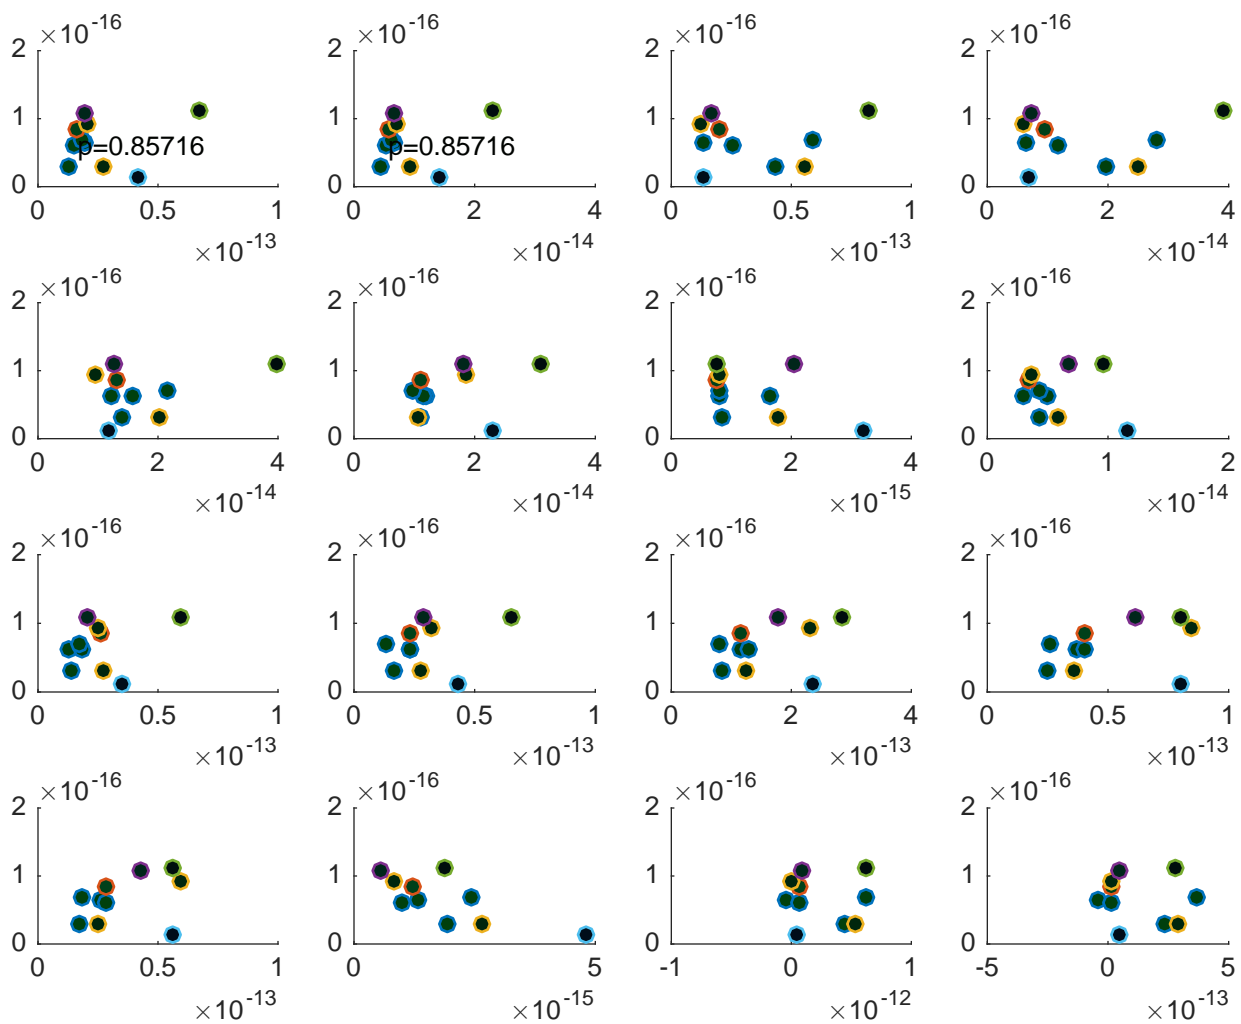 ×10-16 ×10-16 ×10-16 ×10-16
2 2 2 2
1 1 1 1
p=0.85716 p=0.85716
0 0 0 0
0 0.5 1 0 2 4 0 0.5 1 0 2 4
×10-13 ×10-14 ×10-13 ×10-14
×10-16 ×10-16 ×10-16 ×10-16
2 2 2 2
1 1 1 1
0 0 0 0
0 2 4 0 2 4 0 2 4 0 1 2
×10-14 ×10-14 ×10-15 ×10-14
×10-16 ×10-16 ×10-16 ×10-16
2 2 2 2
1 1 1 1
0 0 0 0
0 0.5 1 0 0.5 1 0 2 4 0 0.5 1
×10-13 ×10-13 ×10-13 ×10-13
×10-16 ×10-16 ×10-16 ×10-16
2 2 2 2
1 1 1 1
0 0 0 0
0 0.5 1 0 5 -1 0 1 -5 0 5
×10-13 ×10-15 ×10-12 ×10-13